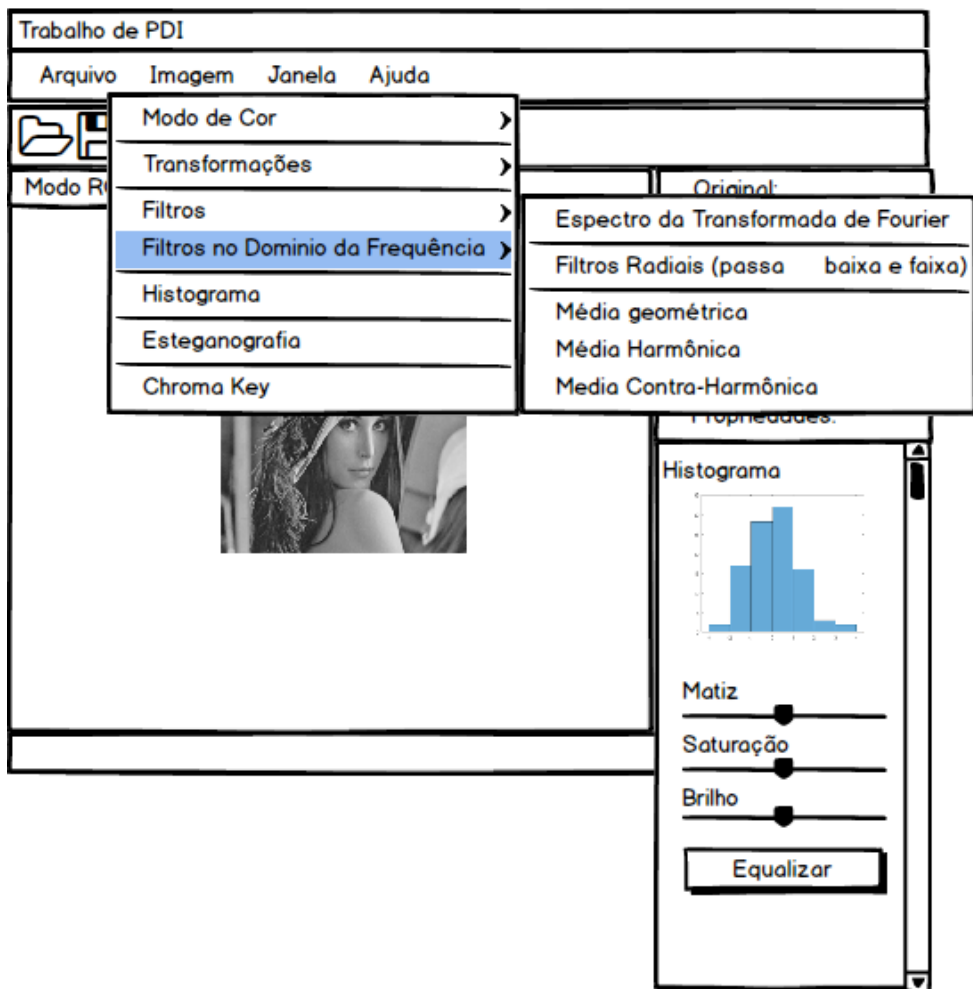 Trabalho de PDI
Arquivo Imagem Janela Ajuda
Modo de Cor
Transformações
Modo
Original:
Filtros
Espectro da Transformada de Fourier
Filtros no Dominio da Frequência
Filtros Radiais (passa baixa e faixa)
Histograma
Média geométrica
Esteganografia
Média Harmônica
Chroma Key
Media Contra-Harmônica
Propriedades:
Histograma
Matiz
Saturação
Brilho
Equalizar